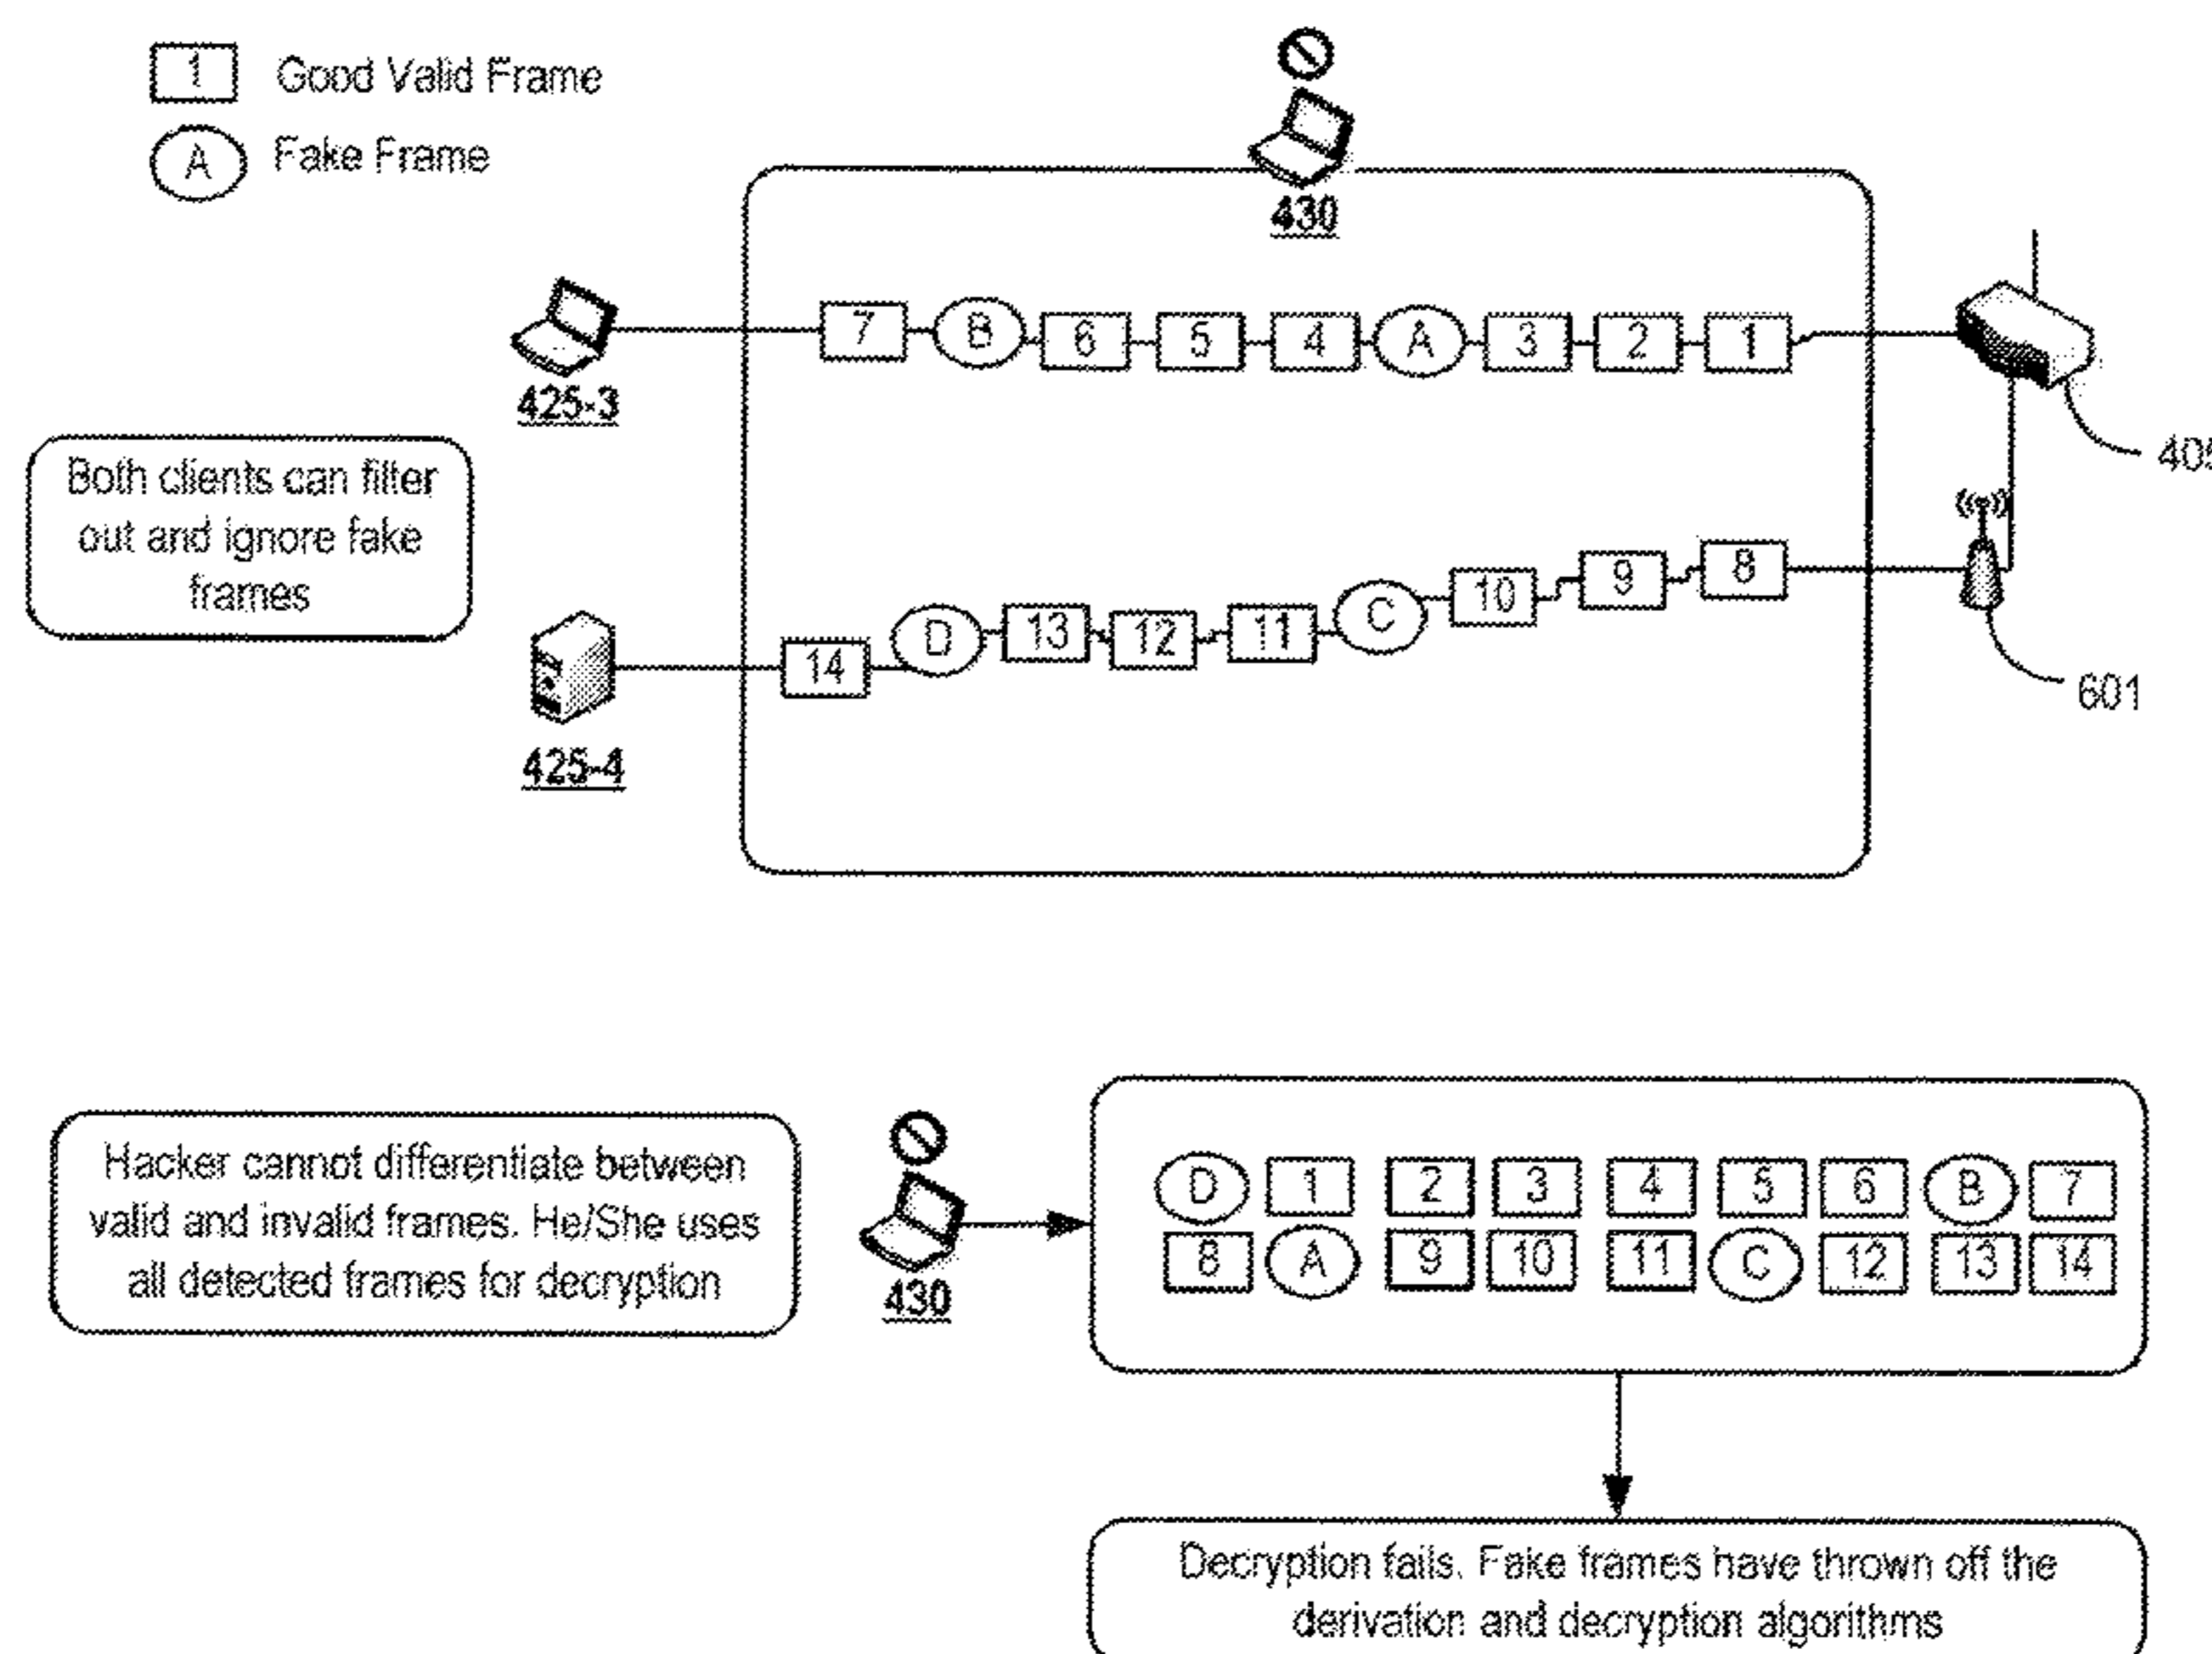 1 Good Valid Frame
A Fake Frame
430
7 B 6 5 4 A 3 2 1
425-3
405
Both clients can filter
out and ignore fake
frames
14 D 13 12 11 C 10 9 8
601
425-4
Hacker cannot differentiate between
valid and invalid frames. He/She uses
all detected frames for decryption
430
D 1 2 3 4 5 6 B 7
8 A 9 10 11 C 12 13 14
Decryption fails. Fake frames have thrown off the
derivation and decryption algorithms